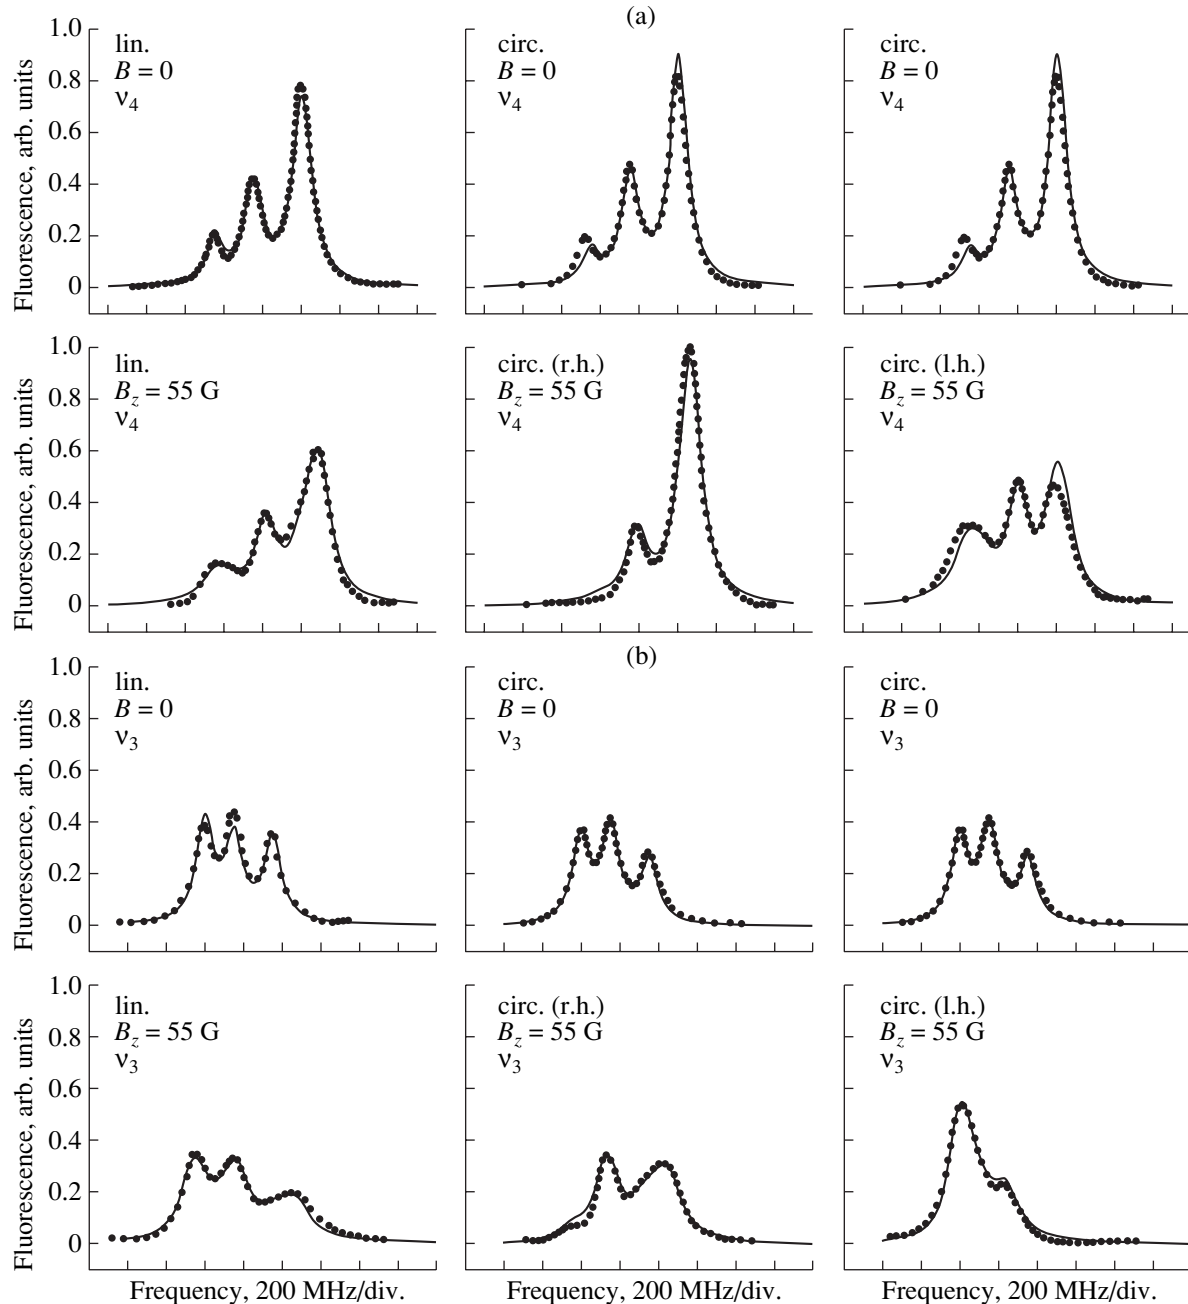 (a)
1.0
0.8
0.6
0.4
0.2
0
Fluorescence, arb. units
lin.
B = 0
ν4
circ.
B = 0
ν4
circ.
B = 0
ν4
1.0
0.8
0.6
0.4
0.2
0
Fluorescence, arb. units
lin.
Bz = 55 G
ν4
circ. (r.h.)
Bz = 55 G
ν4
circ. (l.h.)
Bz = 55 G
ν4
(b)
1.0
0.8
0.6
0.4
0.2
0
Fluorescence, arb. units
lin.
B = 0
ν3
circ.
B = 0
ν3
circ.
B = 0
ν3
1.0
0.8
0.6
0.4
0.2
0
Fluorescence, arb. units
lin.
Bz = 55 G
ν3
circ. (r.h.)
Bz = 55 G
ν3
circ. (l.h.)
Bz = 55 G
ν3
Frequency, 200 MHz/div.
Frequency, 200 MHz/div.
Frequency, 200 MHz/div.